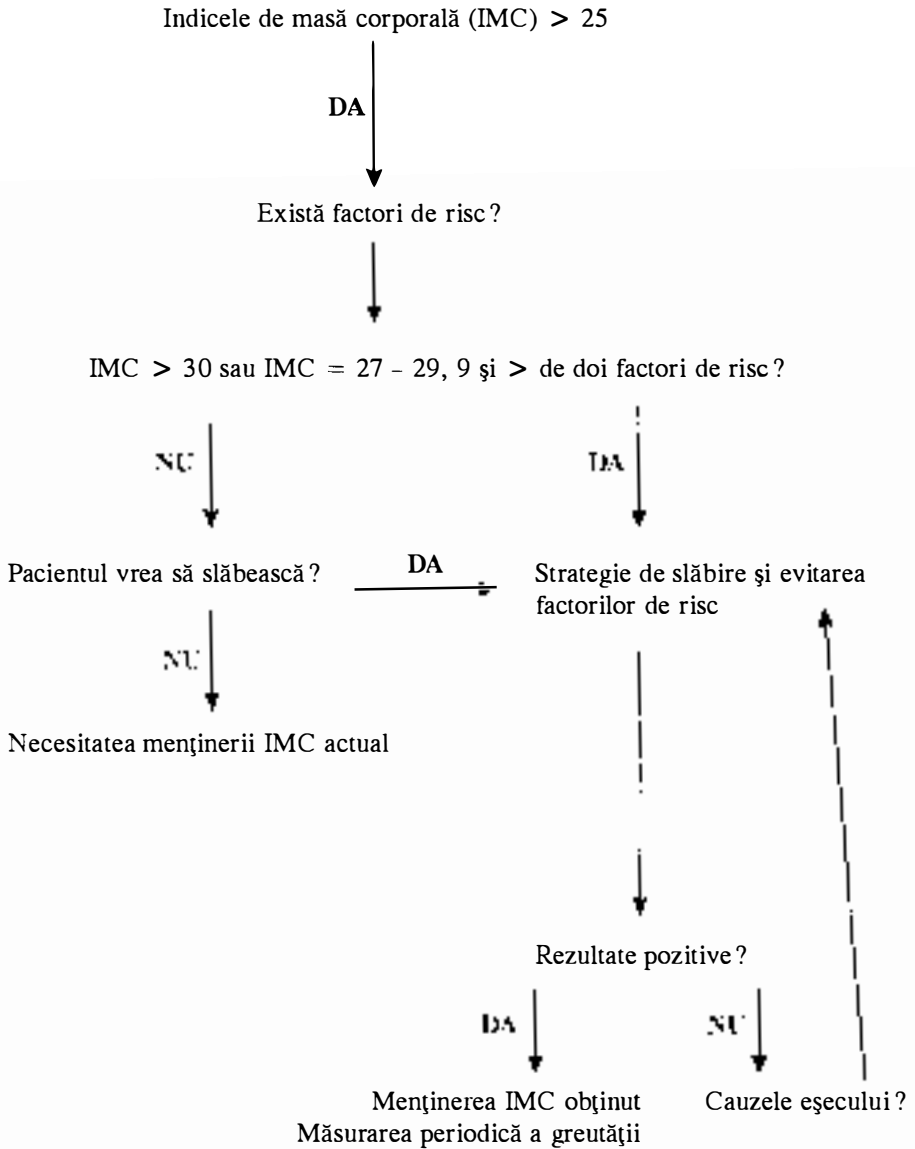 Indicele de masă corporală (IMC) > 25
DA
Există factori de risc?
IMC > 30 sau IMC = 27 – 29, 9 şi > de doi factori de risc?
NU
DA
Pacientul vrea să slăbească?
DA
Strategie de slăbire şi evitarea
factorilor de risc
NU
Necesitatea menţinerii IMC actual
Rezultate pozitive?
DA
NU
Menţinerea IMC obţinut
Măsurarea periodică a greutăţii
Cauzele eşecului?